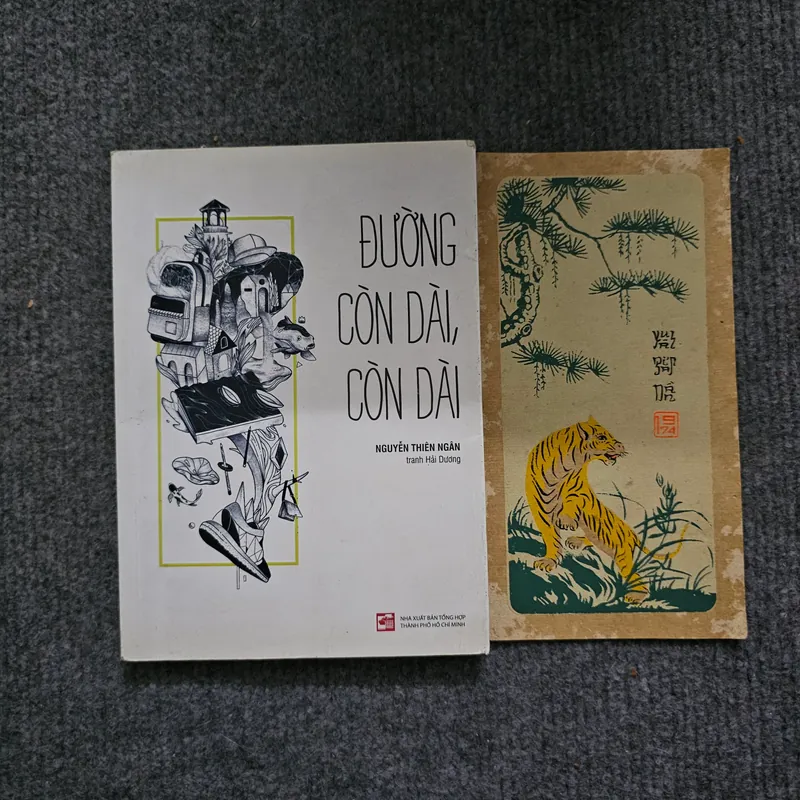 ĐƯỜNG
CÒN DÀI,
CÒN DÀI
NGUYỄN THIÊN NGÂN
tranh Hải Dương
NHÀ XUẤT BẢN TỔNG HỢP
THÀNH PHỐ HỒ CHÍ MINH
1974